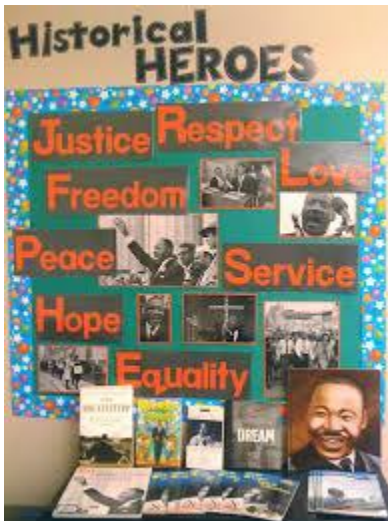 Historical
HEROES
Justice
Respect
Love
Freedom
Peace
Service
Hope
Equality
DREAM